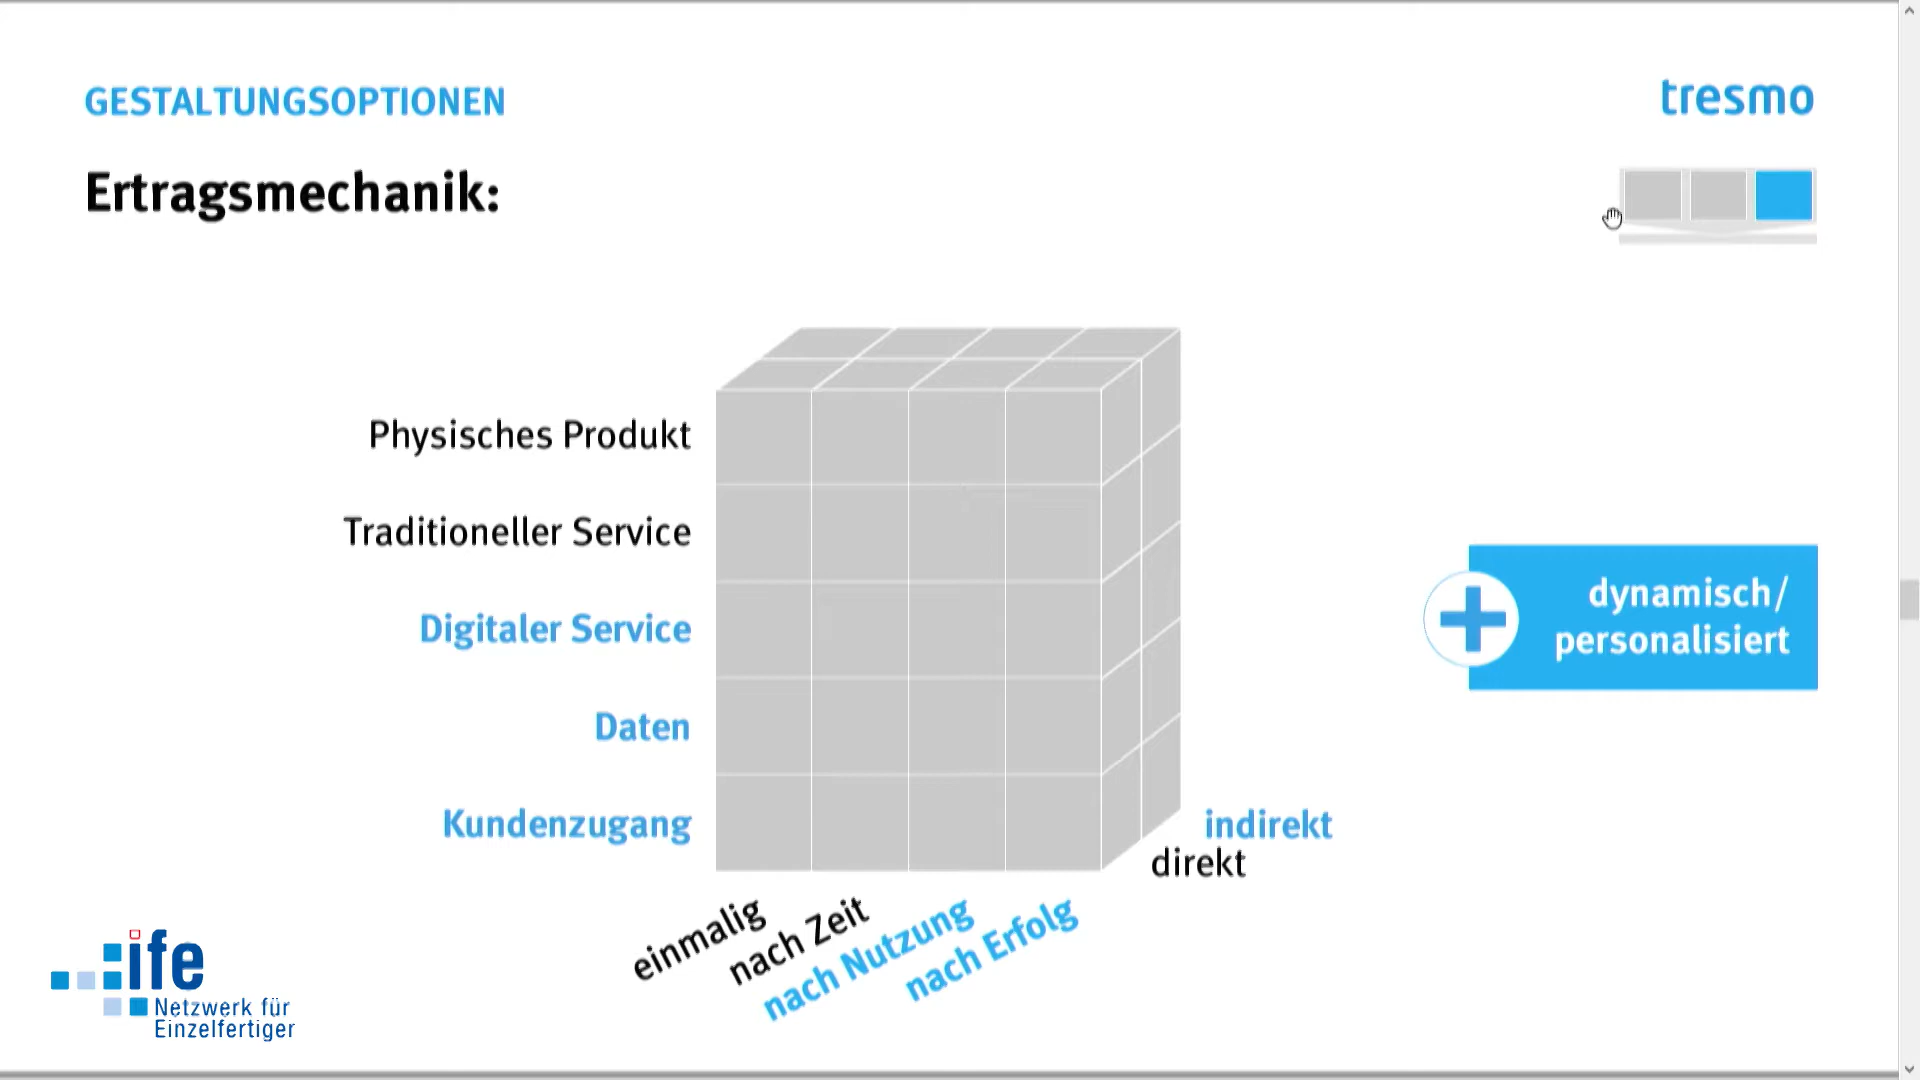 GESTALTUNGSOPTIONEN
tresmo
Ertragsmechanik:
Physisches Produkt
Traditioneller Service
Digitaler Service
Daten
Kundenzugang
dynamisch/
personalisiert
indirekt
direkt
einmalig
nach Zeit
nach Nutzung
nach Erfolg
ife
Netzwerk für
Einzelfertiger